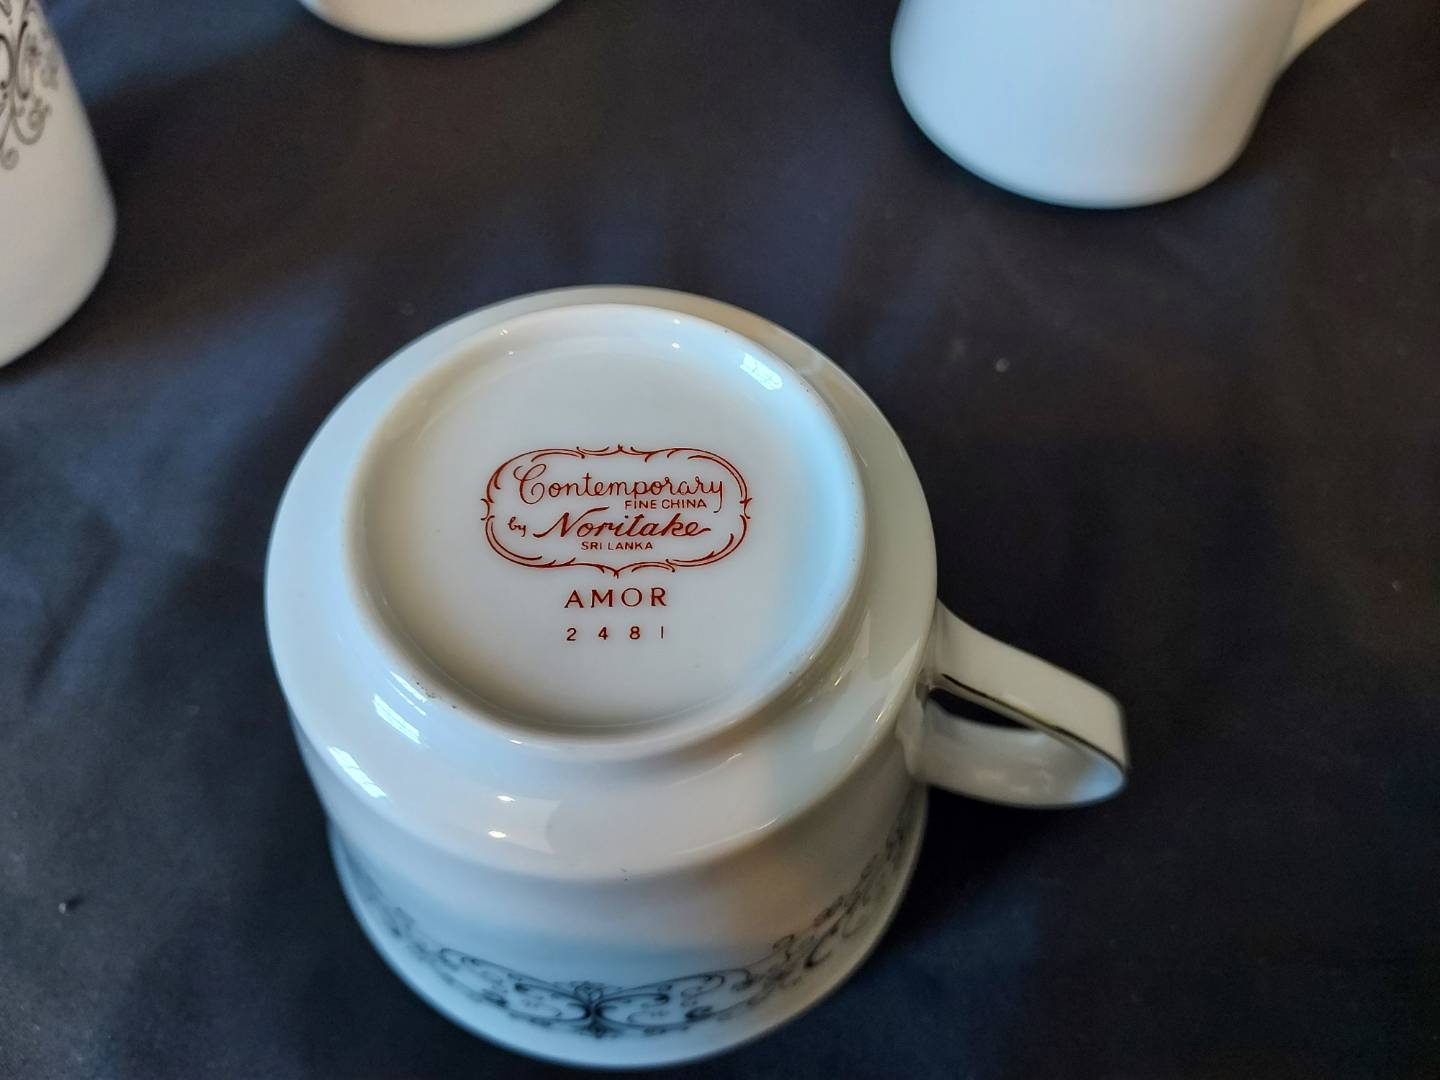 Contemporary
FINE CHINA
by Noritake
SRI LANKA
AMOR
2481